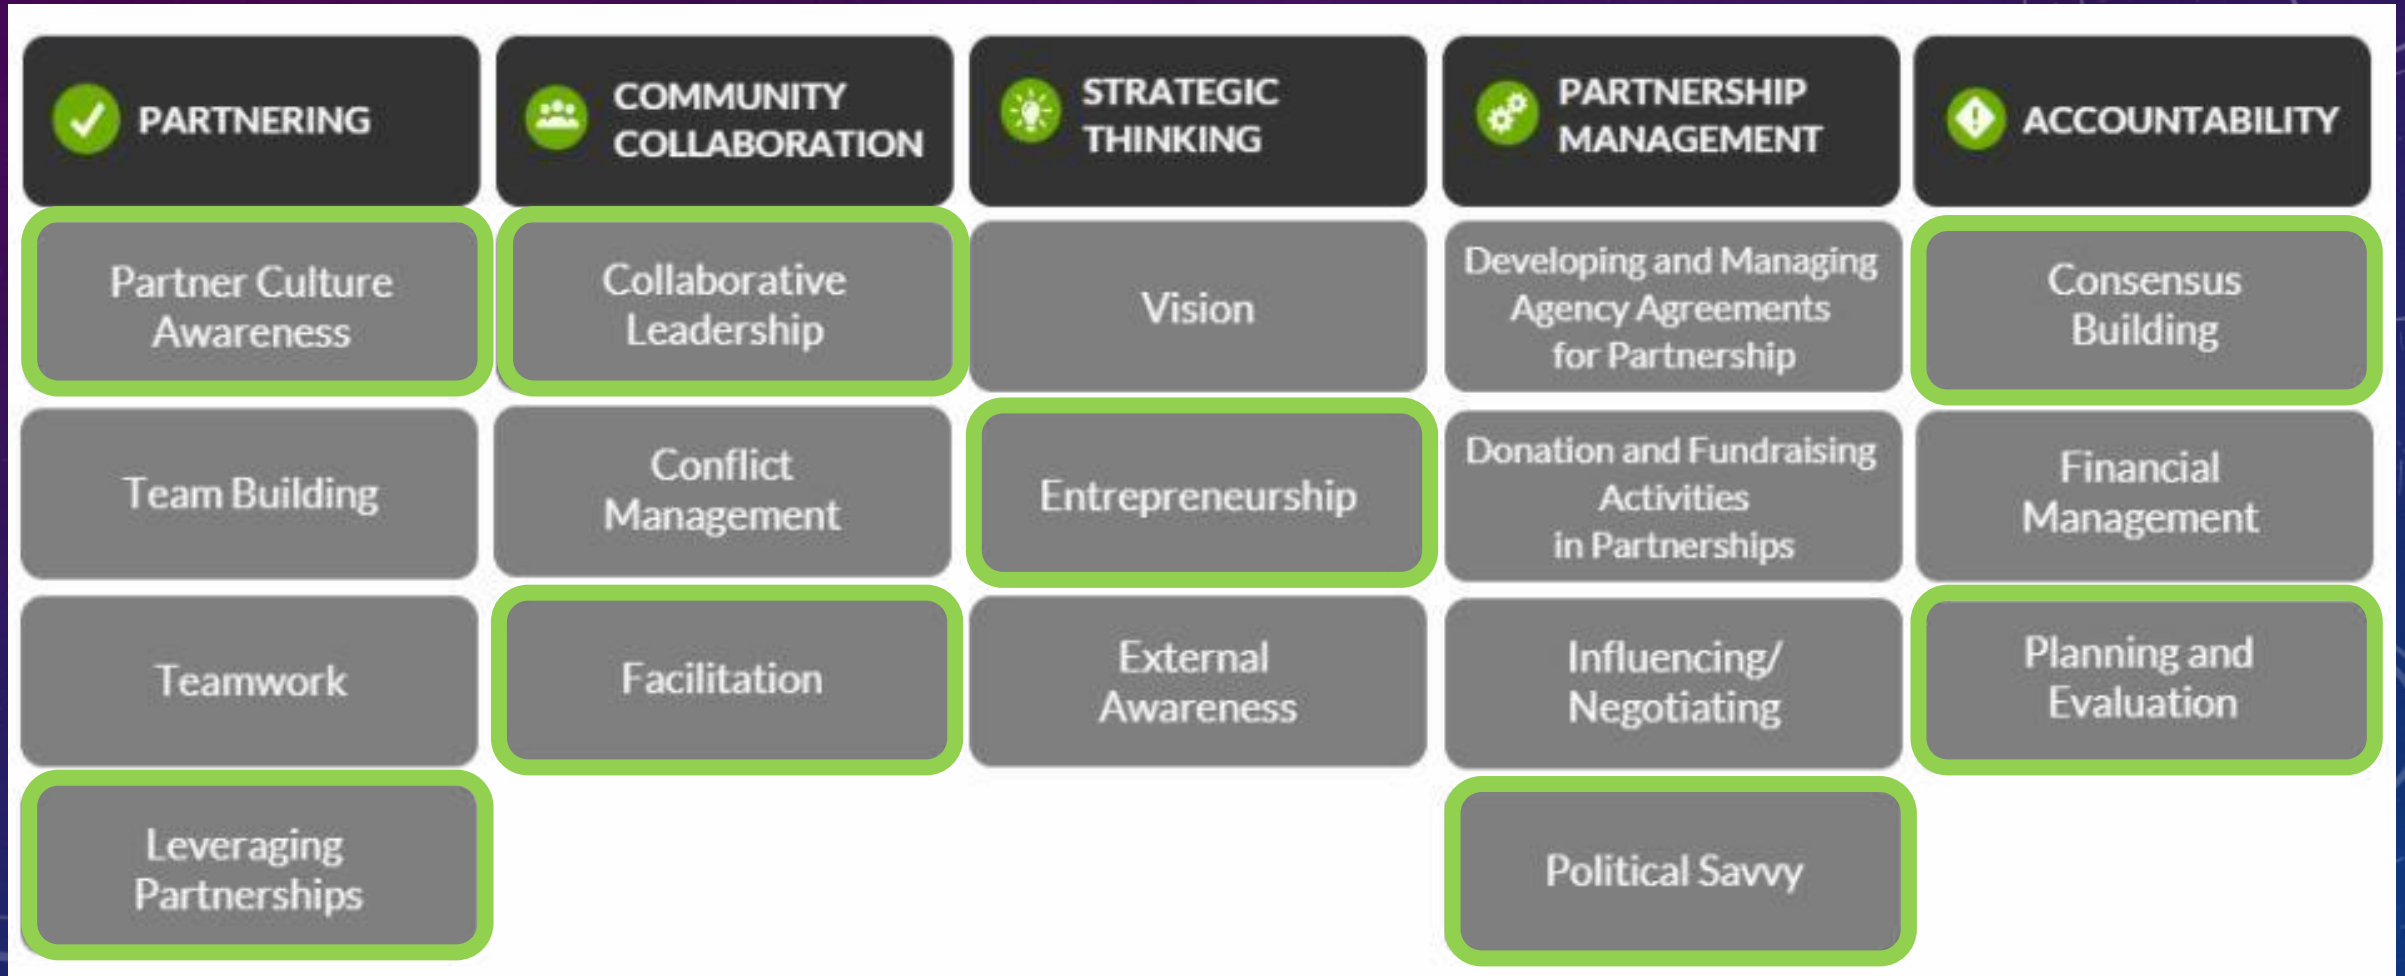 PARTNERING
COMMUNITY
COLLABORATION
STRATEGIC
THINKING
PARTNERSHIP
MANAGEMENT
ACCOUNTABILITY
Partner Culture
Awareness
Collaborative
Leadership
Vision
Developing and Managing
Agency Agreements
for Partnership
Consensus
Building
Team Building
Conflict
Management
Entrepreneurship
Donation and Fundraising
Activities
in Partnerships
Financial
Management
Teamwork
Facilitation
External
Awareness
Influencing/
Negotiating
Planning and
Evaluation
Leveraging
Partnerships
Political Savvy